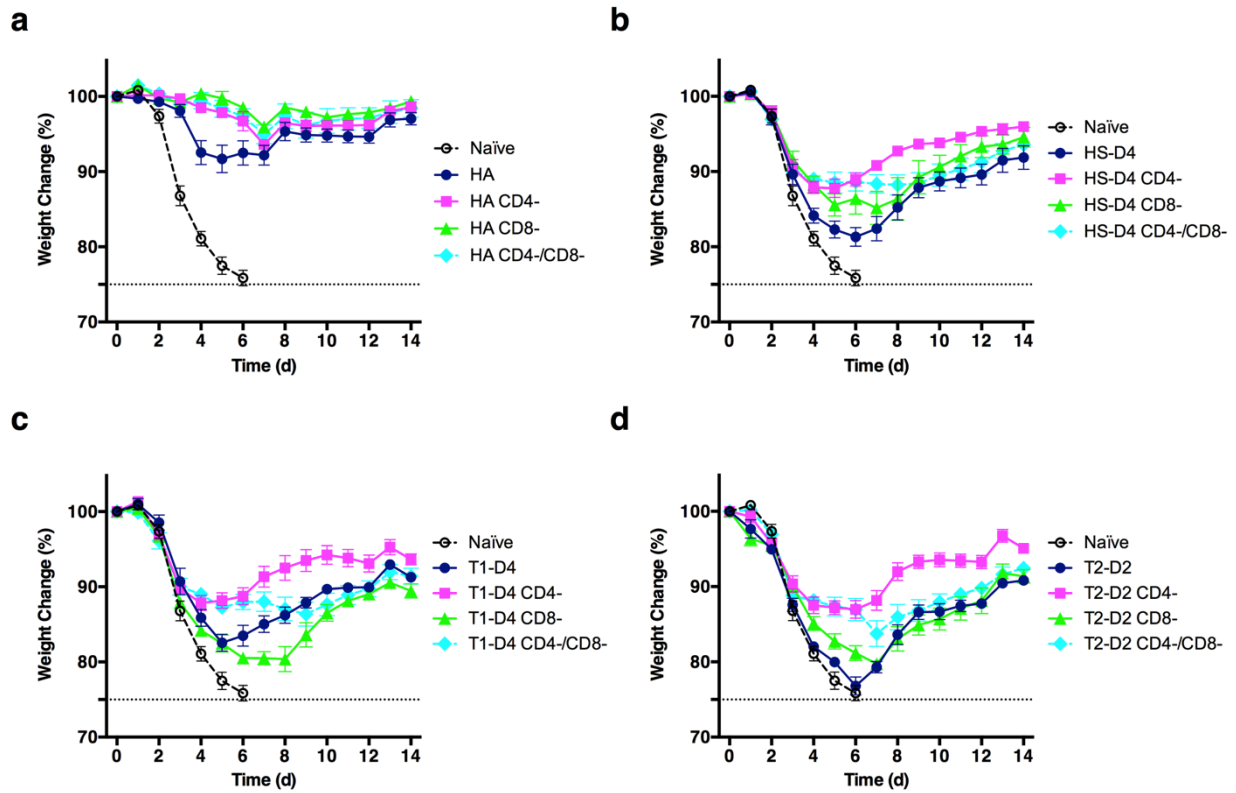 a
Weight Change (%)
100
90
80
70
0 2 4 6 8 10 12 14
Time (d)
Naïve
HA
HA CD4-
HA CD8-
HA CD4-/CD8-
b
Weight Change (%)
100
90
80
70
0 2 4 6 8 10 12 14
Time (d)
Naïve
HS-D4
HS-D4 CD4-
HS-D4 CD8-
HS-D4 CD4-/CD8-
c
Weight Change (%)
100
90
80
70
0 2 4 6 8 10 12 14
Time (d)
Naïve
T1-D4
T1-D4 CD4-
T1-D4 CD8-
T1-D4 CD4-/CD8-
d
Weight Change (%)
100
90
80
70
0 2 4 6 8 10 12 14
Time (d)
Naïve
T2-D2
T2-D2 CD4-
T2-D2 CD8-
T2-D2 CD4-/CD8-